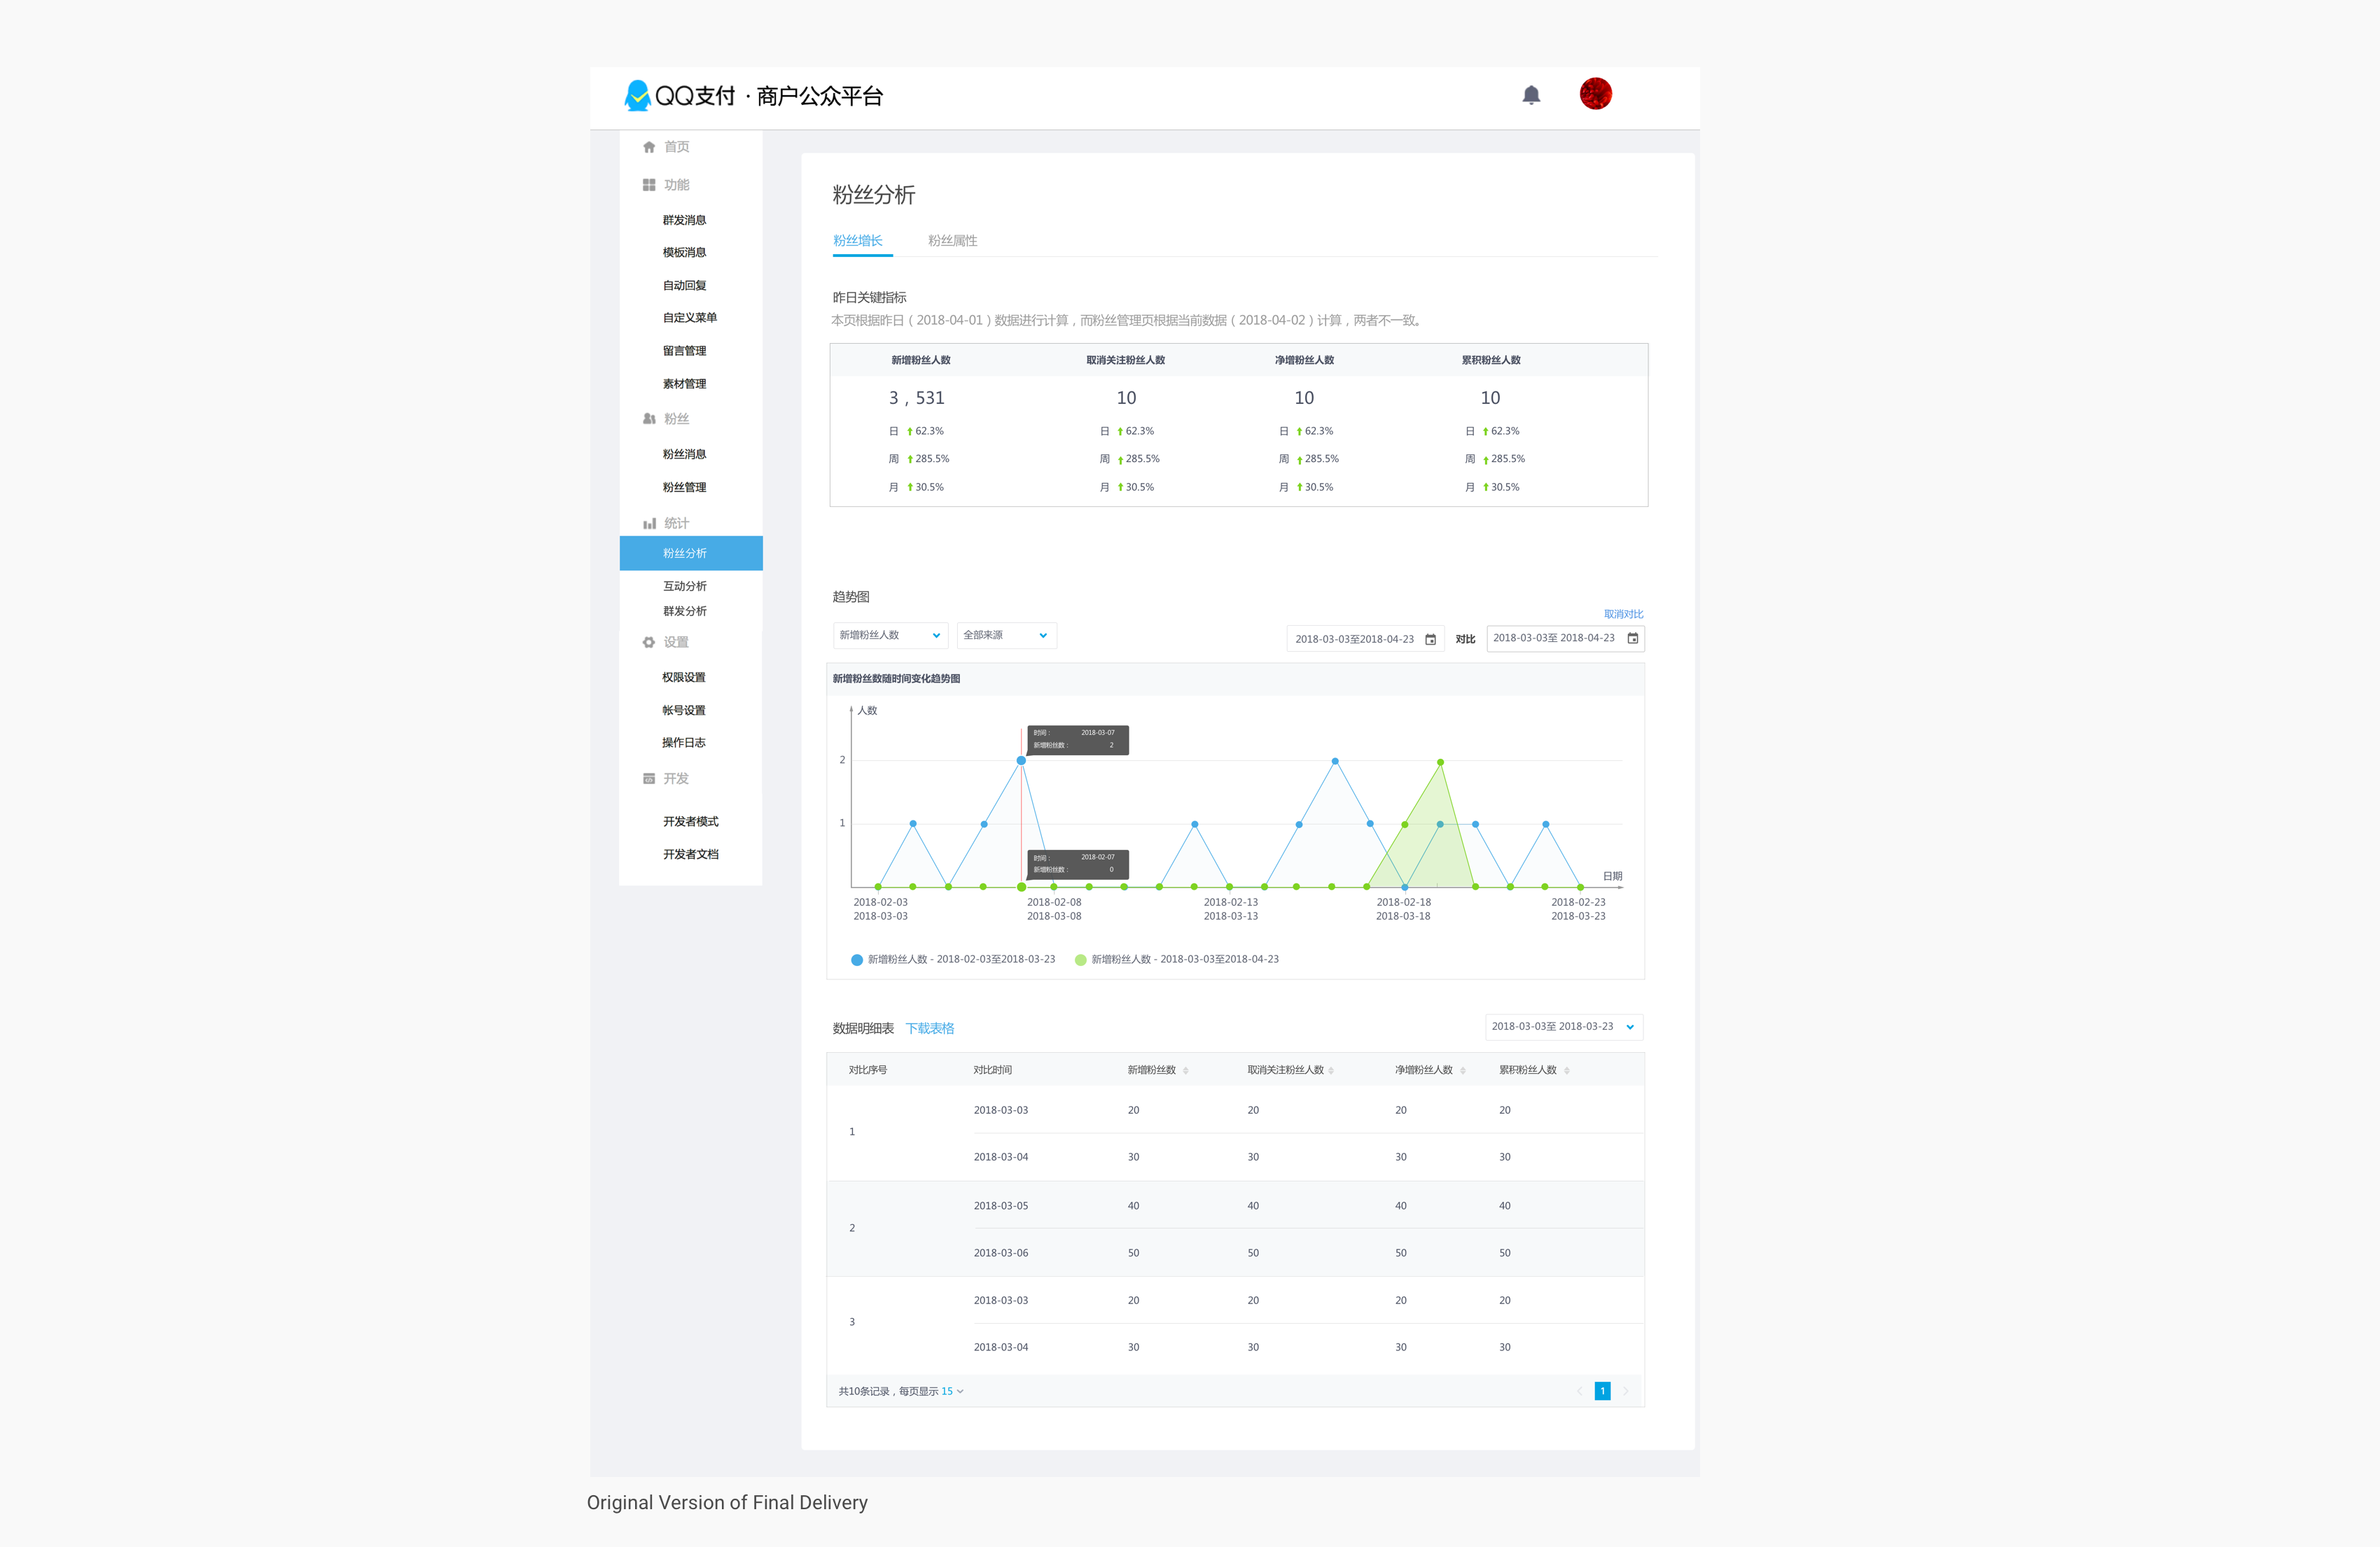 QQ支付 · 商户公众平台
首页
功能
群发消息
模板消息
自动回复
自定义菜单
留言管理
素材管理
粉丝
粉丝消息
粉丝管理
统计
粉丝分析
互动分析
群发分析
设置
权限设置
帐号设置
操作日志
开发
开发者模式
开发者文档
粉丝分析
粉丝增长 粉丝属性
昨日关键指标
本页根据昨日（2018-04-01）数据进行计算，而粉丝管理页根据当前数据（2018-04-02）计算，两者不一致。
新增粉丝人数 取消关注粉丝人数 净增粉丝人数 累积粉丝人数
3，531 10 10 10
日 62.3% 日 62.3% 日 62.3% 日 62.3%
周 285.5% 周 285.5% 周 285.5% 周 285.5%
月 30.5% 月 30.5% 月 30.5% 月 30.5%
趋势图
取消对比
新增粉丝人数 全部来源 2018-03-03至2018-04-23 对比 2018-03-03至 2018-04-23
新增粉丝数随时间变化趋势图
人数
时间： 2018-03-07
新增粉丝数： 2
2
1
时间： 2018-02-07
新增粉丝数： 0
日期
2018-02-03 2018-02-08 2018-02-13 2018-02-18 2018-02-23
2018-03-03 2018-03-08 2018-03-13 2018-03-18 2018-03-23
新增粉丝人数 - 2018-02-03至2018-03-23 新增粉丝人数 - 2018-03-03至2018-04-23
数据明细表 下载表格 2018-03-03至 2018-03-23
对比序号 对比时间 新增粉丝数 取消关注粉丝人数 净增粉丝人数 累积粉丝人数
2018-03-03 20 20 20 20
1
2018-03-04 30 30 30 30
2018-03-05 40 40 40 40
2
2018-03-06 50 50 50 50
2018-03-03 20 20 20 20
3
2018-03-04 30 30 30 30
共10条记录，每页显示 15 1
Original Version of Final Delivery